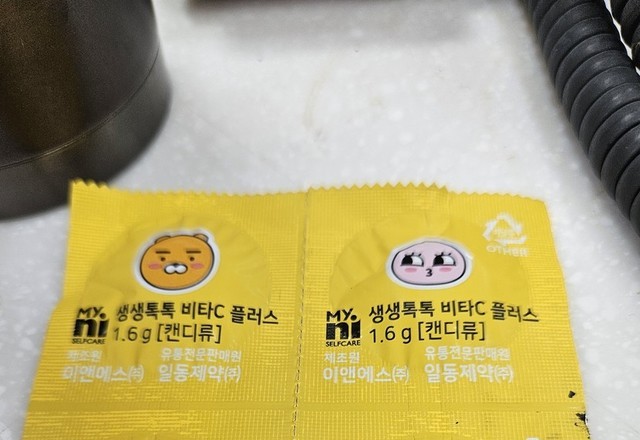 MY.
ni
SELFCARE
생생톡톡 비타C 플러스
1.6g [캔디류]
제조원
이앤에스㈜
유통전문판매원
일동제약㈜
OTHER
MY.
ni
SELFCARE
생생톡톡 비타C 플러스
1.6g [캔디류]
제조원
이앤에스㈜
유통전문판매원
일동제약㈜